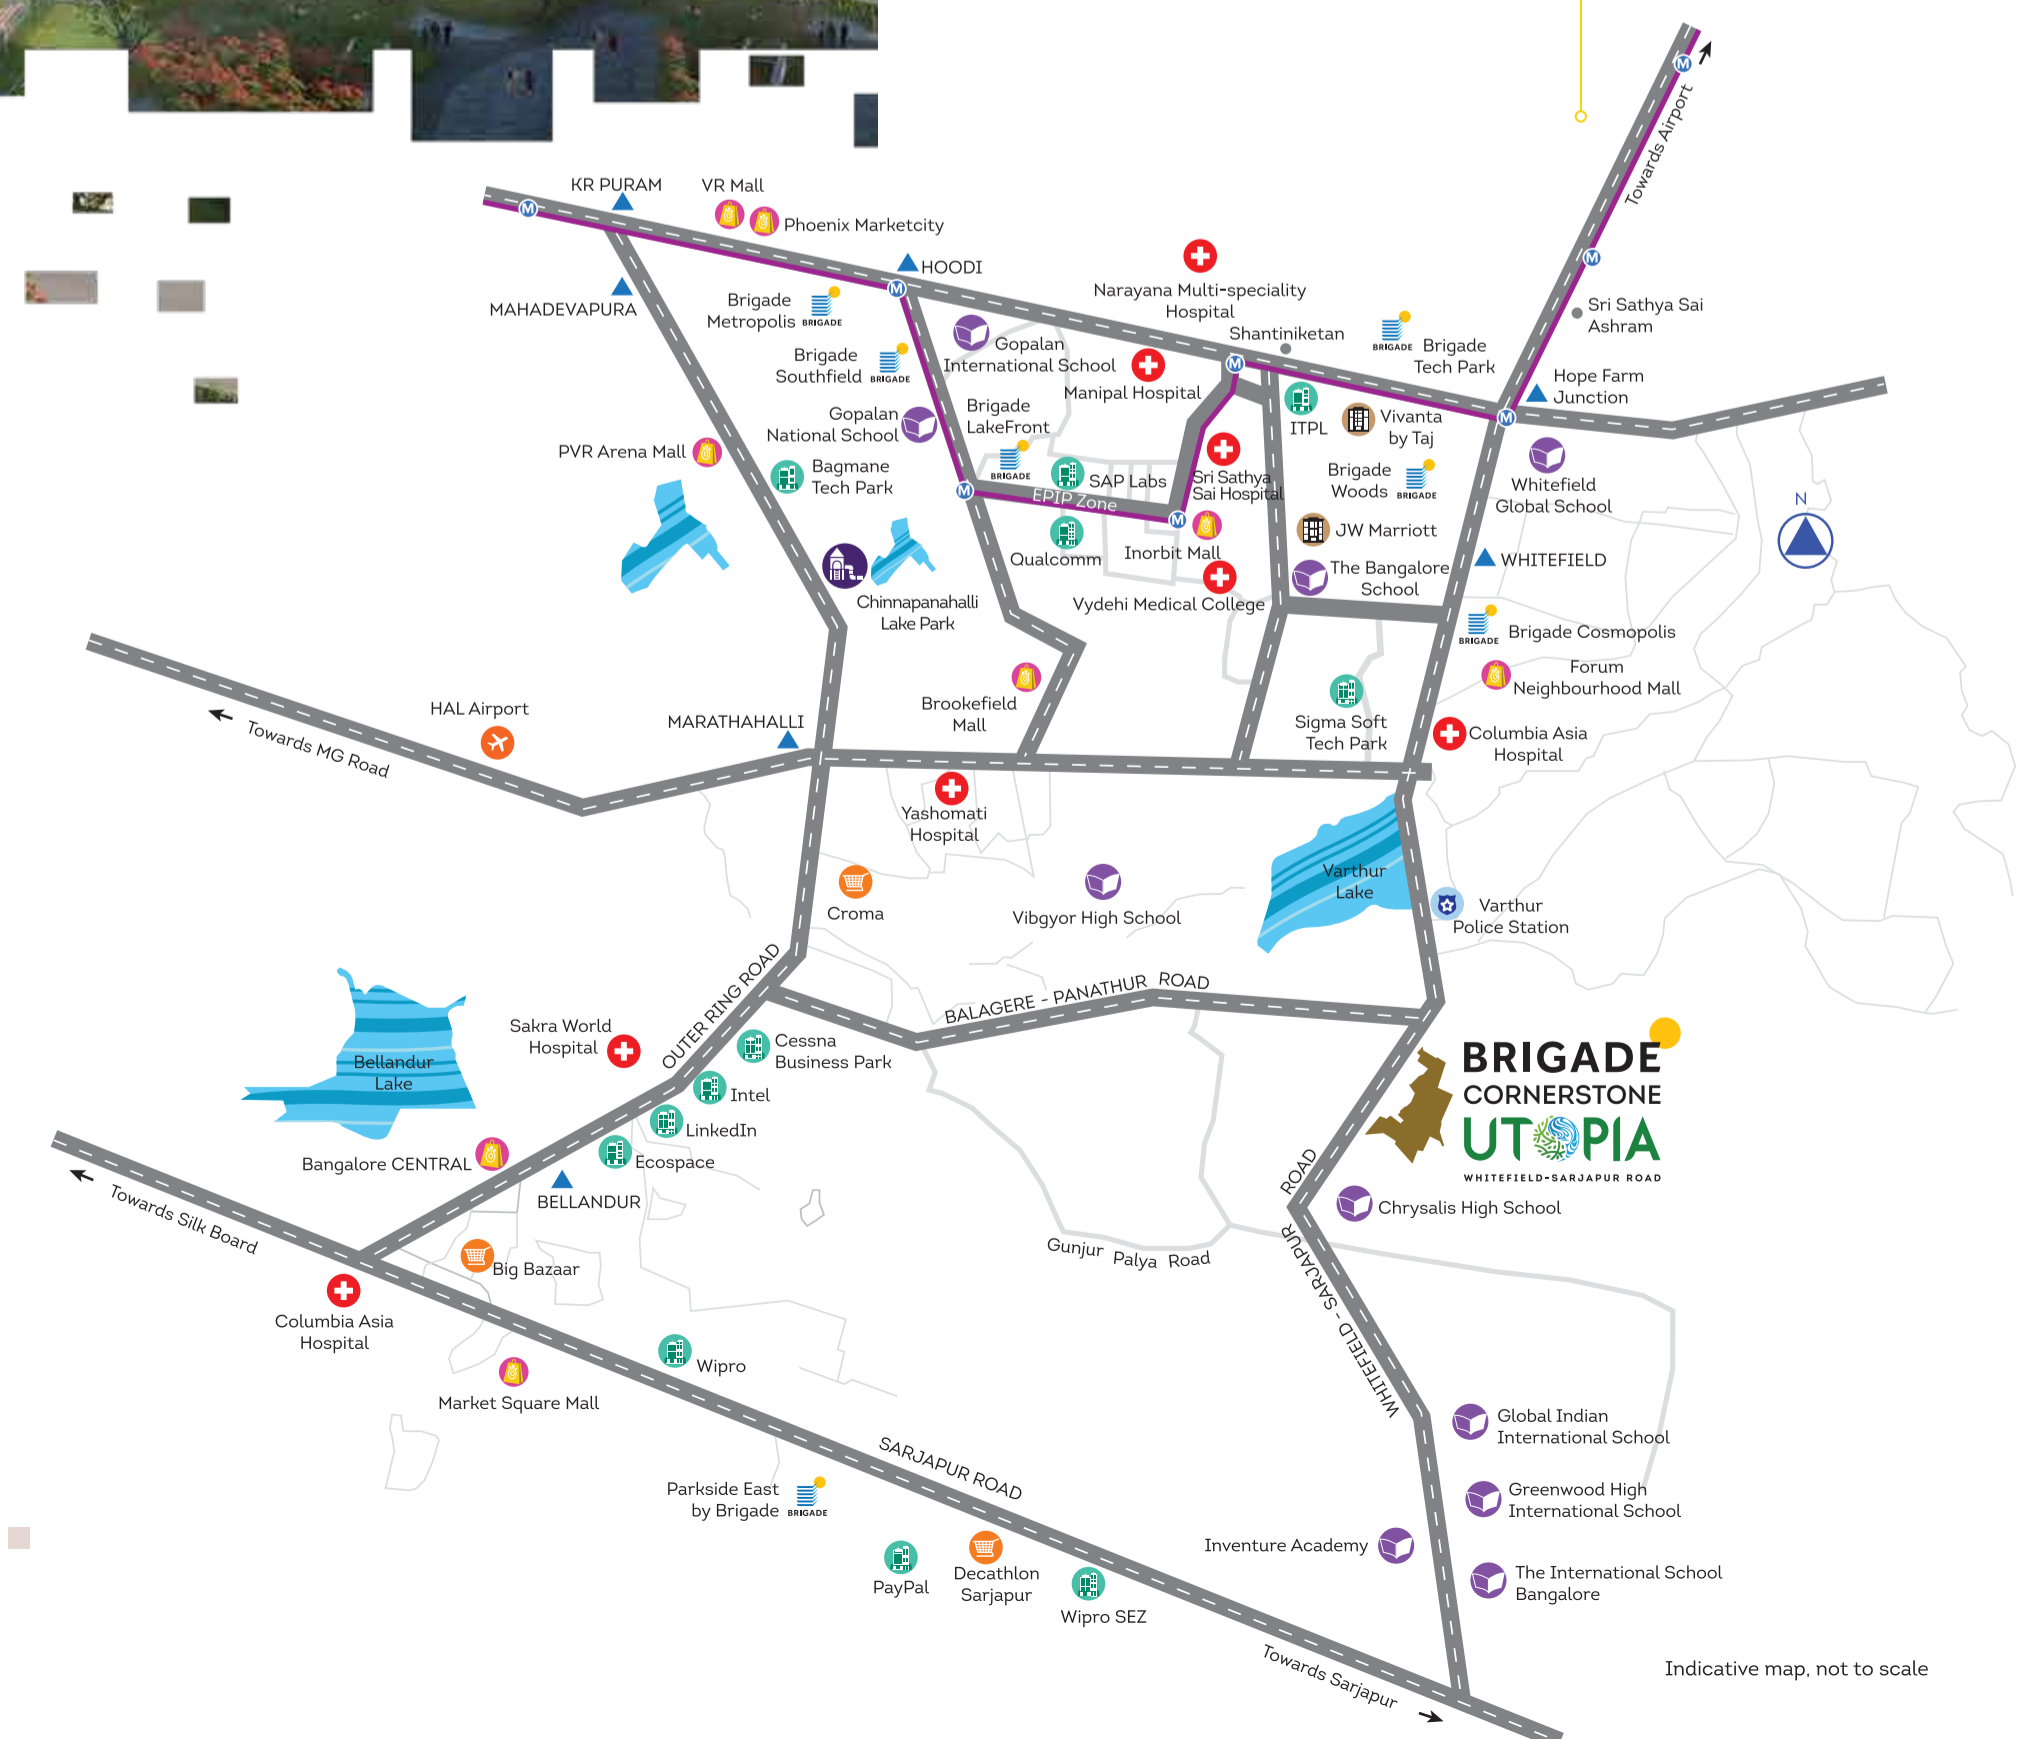 Towards Airport
KR PURAM
VR Mall
Phoenix Marketcity
HOODI
MAHADEVAPURA
Brigade
Metropolis
BRIGADE
Narayana Multi-speciality
Hospital
Shantiniketan
Sri Sathya Sai
Ashram
Brigade
Southfield
BRIGADE
Gopalan
International School
Manipal Hospital
BRIGADE
Brigade
Tech Park
Hope Farm
Junction
Gopalan
National School
Brigade
LakeFront
BRIGADE
ITPL
Vivanta
by Taj
PVR Arena Mall
Bagmane
Tech Park
SAP Labs
EPIP Zone
Sri Sathya
Sai Hospital
Brigade
Woods
BRIGADE
Whitefield
Global School
N
Qualcomm
Inorbit Mall
JW Marriott
WHITEFIELD
Chinnapanahalli
Lake Park
Vydehi Medical College
The Bangalore
School
BRIGADE
Brigade Cosmopolis
Forum
Neighbourhood Mall
HAL Airport
Towards MG Road
MARATHAHALLI
Brookefield
Mall
Sigma Soft
Tech Park
Columbia Asia
Hospital
Yashomati
Hospital
Croma
Vibgyor High School
Varthur
Lake
Varthur
Police Station
OUTER RING ROAD
BALAGERE - PANATHUR ROAD
Sakra World
Hospital
Bellandur
Lake
Cessna
Business Park
Intel
LinkedIn
Ecospace
Bangalore CENTRAL
BELLANDUR
BRIGADE
CORNERSTONE
UTOPIA
WHITEFIELD-SARJAPUR ROAD
Chrysalis High School
WHITEFIELD - SARJAPUR ROAD
Gunjur Palya Road
Towards Silk Board
Big Bazaar
Columbia Asia
Hospital
Market Square Mall
Wipro
SARJAPUR ROAD
Parkside East
by Brigade
BRIGADE
PayPal
Decathlon
Sarjapur
Wipro SEZ
Global Indian
International School
Greenwood High
International School
Inventure Academy
The International School
Bangalore
Towards Sarjapur
Indicative map, not to scale
M
M
M
M
M
M
M
M